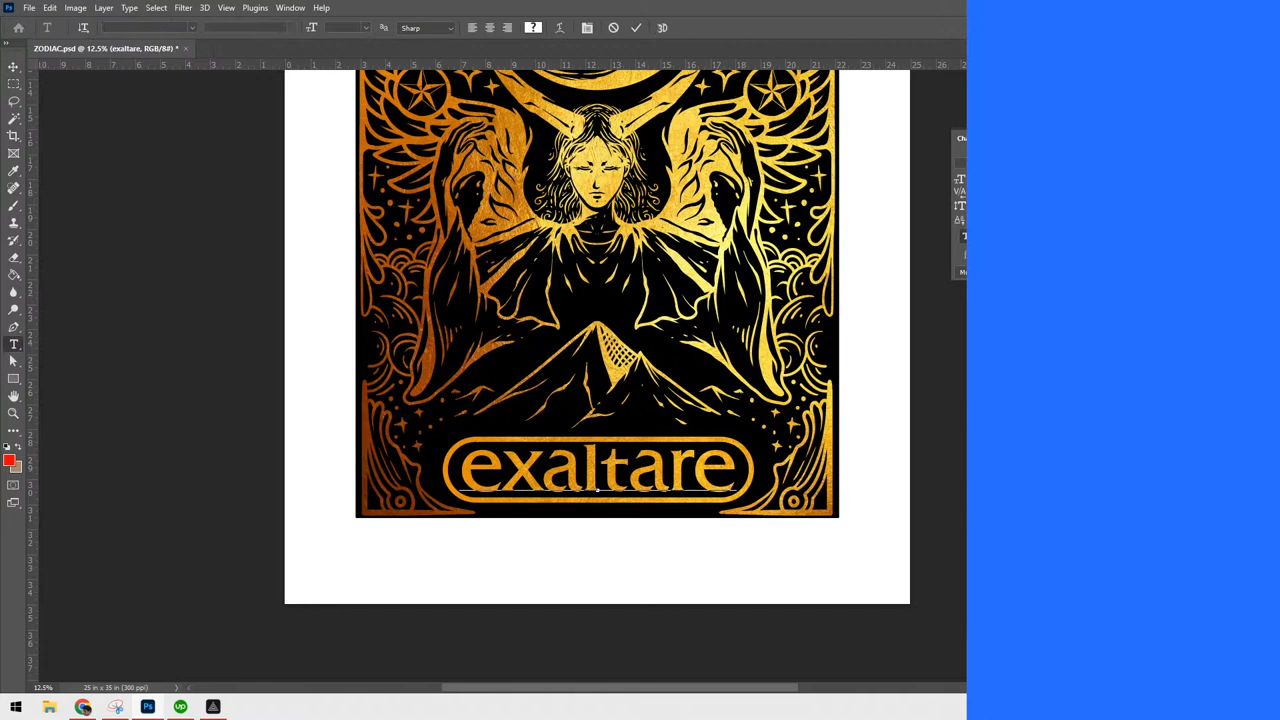 File Edit Image Layer Type Select Filter 3D View Plugins Window Help
Sharp
3D
ZODIAC.psd @ 12.5% (exaltare, RGB/8#) *
exaltare
12.5% 25 in x 35 in (300 ppi)